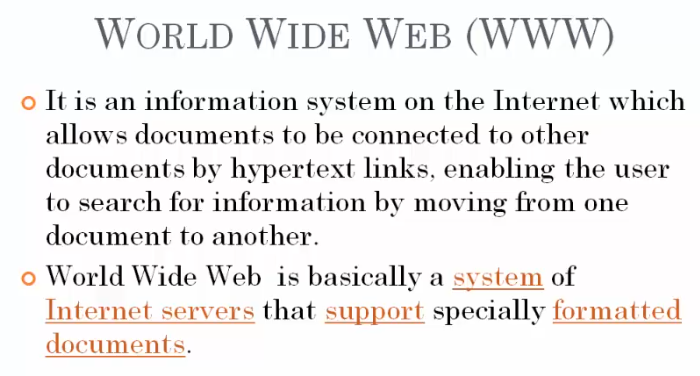 WORLD WIDE WEB (WWW)
It is an information system on the Internet which
allows documents to be connected to other
documents by hypertext links, enabling the user
to search for information by moving from one
document to another.
World Wide Web  is basically a system of
Internet servers that support specially formatted
documents.